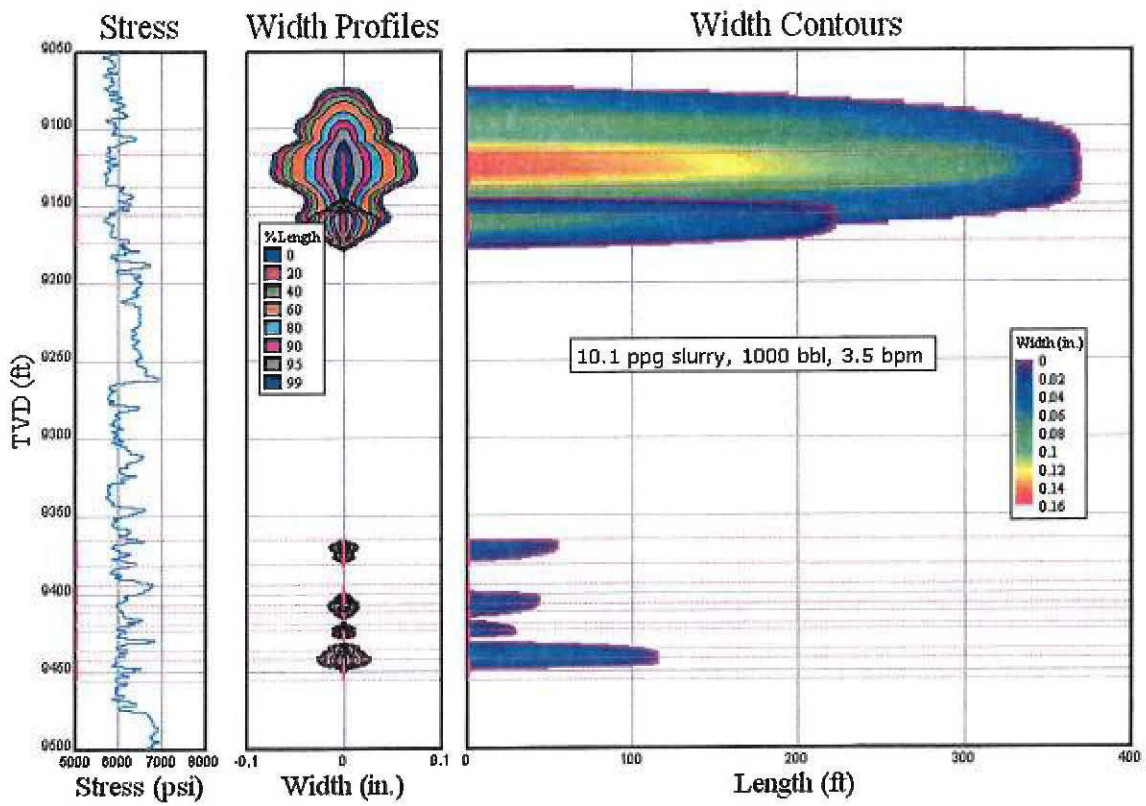 Stress
Width Profiles
Width Contours
TVD (ft)
9050
9100
9150
9200
9250
9300
9350
9400
9450
9500
5000 6000 7000 8000
Stress (psi)
%Length
0
20
40
60
80
90
95
99
-0.1 0 0.1
Width (in.)
10.1 ppg slurry, 1000 bbl, 3.5 bpm
Width (in.)
0
0.02
0.04
0.06
0.08
0.1
0.12
0.14
0.16
0 100 200 300 400
Length (ft)